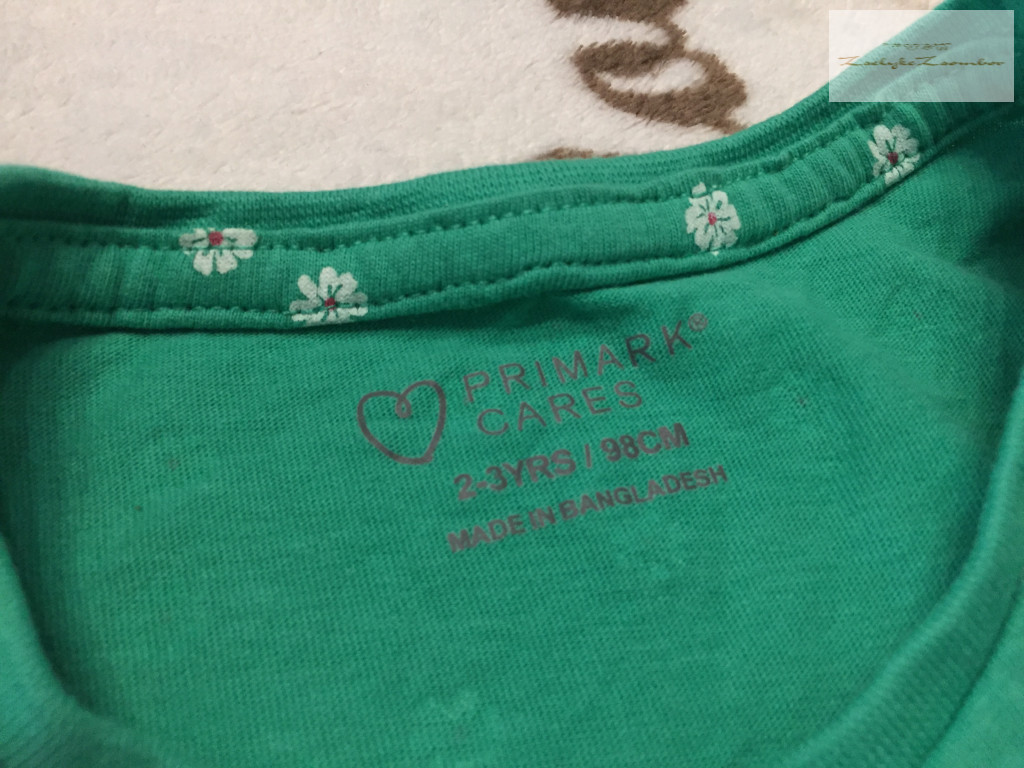 PRIMARK®
CARES
2-3YRS / 98CM
MADE IN BANGLADESH